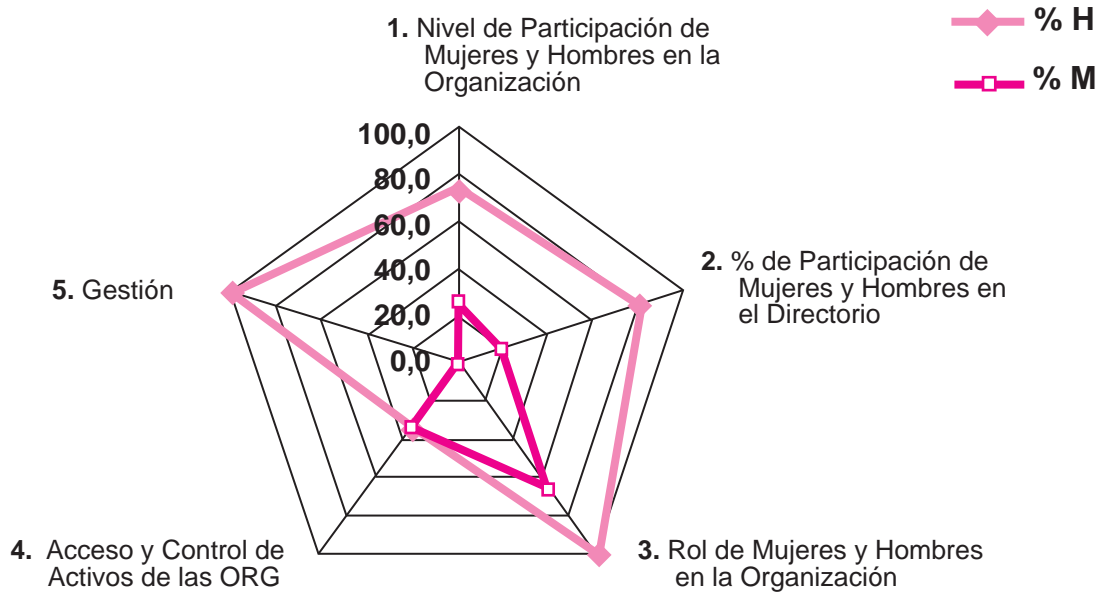 % H
% M
1. Nivel de Participación de
Mujeres y Hombres en la
Organización
100,0
80,0
60,0
40,0
20,0
0,0
2. % de Participación de
Mujeres y Hombres en
el Directorio
5. Gestión
4. Acceso y Control de
Activos de las ORG
3. Rol de Mujeres y Hombres
en la Organización